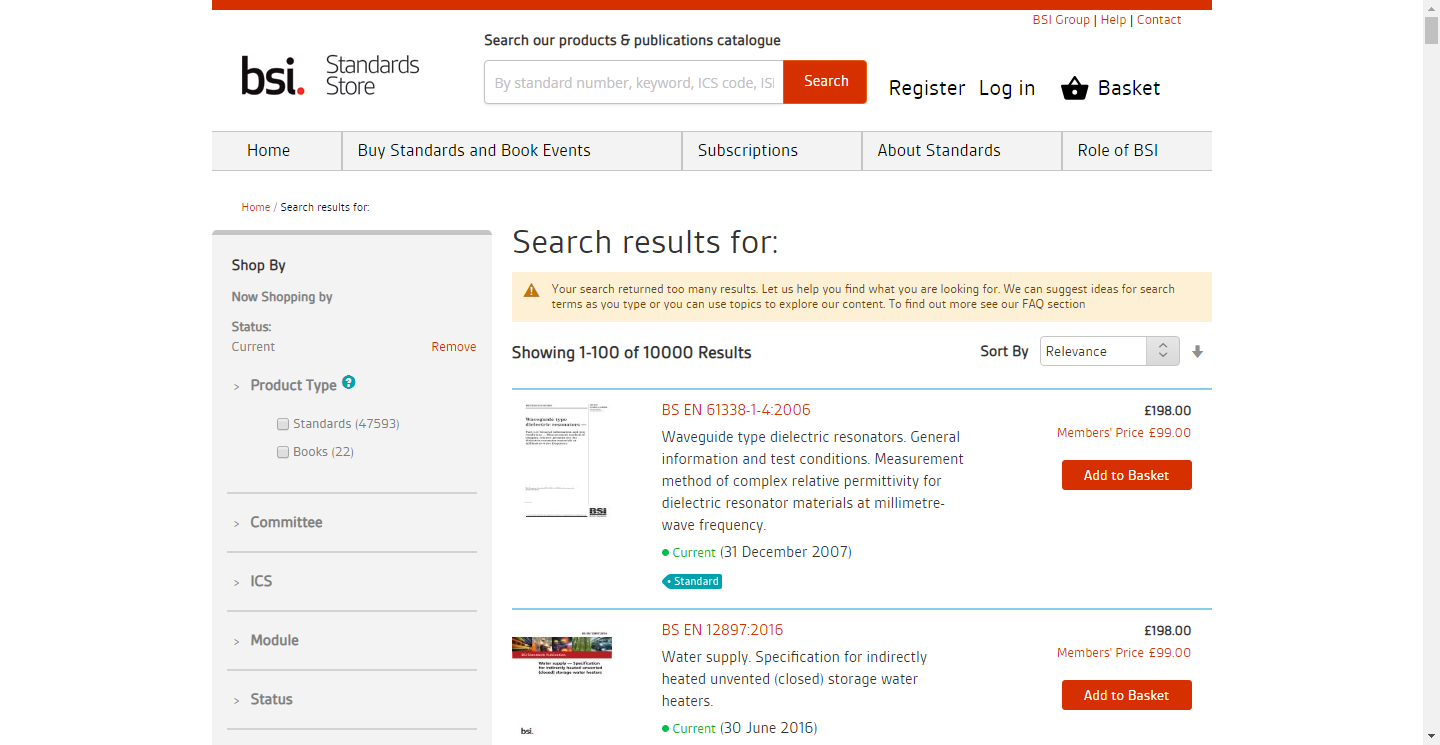 BSI Group | Help | Contact
Search our products & publications catalogue
bsi. Standards
Store
By standard number, keyword, ICS code, ISI
Search
Register Log in Basket
Home
Buy Standards and Book Events
Subscriptions
About Standards
Role of BSI
Home / Search results for:
Shop By
Now Shopping by
Status:
Current
Remove
> Product Type ?
Standards (47593)
Books (22)
> Committee
> ICS
> Module
> Status
Search results for:
Your search returned too many results. Let us help you find what you are looking for. We can suggest ideas for search
terms as you type or you can use topics to explore our content. To find out more see our FAQ section
Showing 1-100 of 10000 Results
Sort By
Relevance
Waveguide type
dielectric resonators —
BSi
BS EN 61338-1-4:2006
Waveguide type dielectric resonators. General
information and test conditions. Measurement
method of complex relative permittivity for
dielectric resonator materials at millimetre-
wave frequency.
Current (31 December 2007)
Standard
£198.00
Members' Price £99.00
Add to Basket
BS EN 12897:2016
Water supply — Specification
for indirectly heated unvented
(closed) storage water heaters
bsi.
BS EN 12897:2016
Water supply. Specification for indirectly
heated unvented (closed) storage water
heaters.
Current (30 June 2016)
£198.00
Members' Price £99.00
Add to Basket